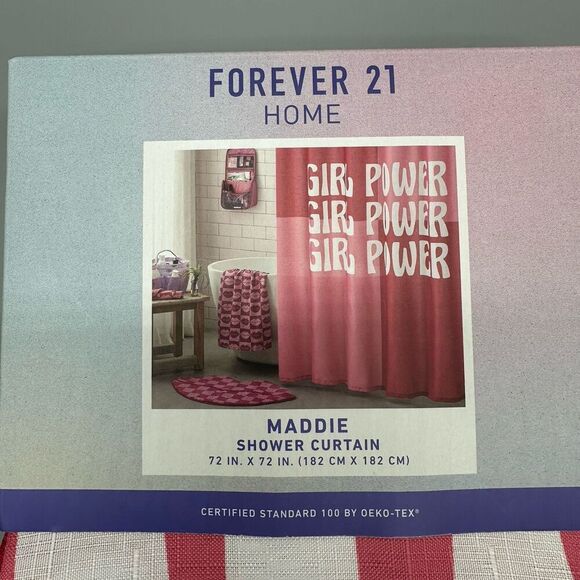 FOREVER 21
HOME
GIRL POWER
GIRL POWER
GIRL POWER
MADDIE
SHOWER CURTAIN
72 IN. X 72 IN. (182 CM X 182 CM)
CERTIFIED STANDARD 100 BY OEKO-TEX®